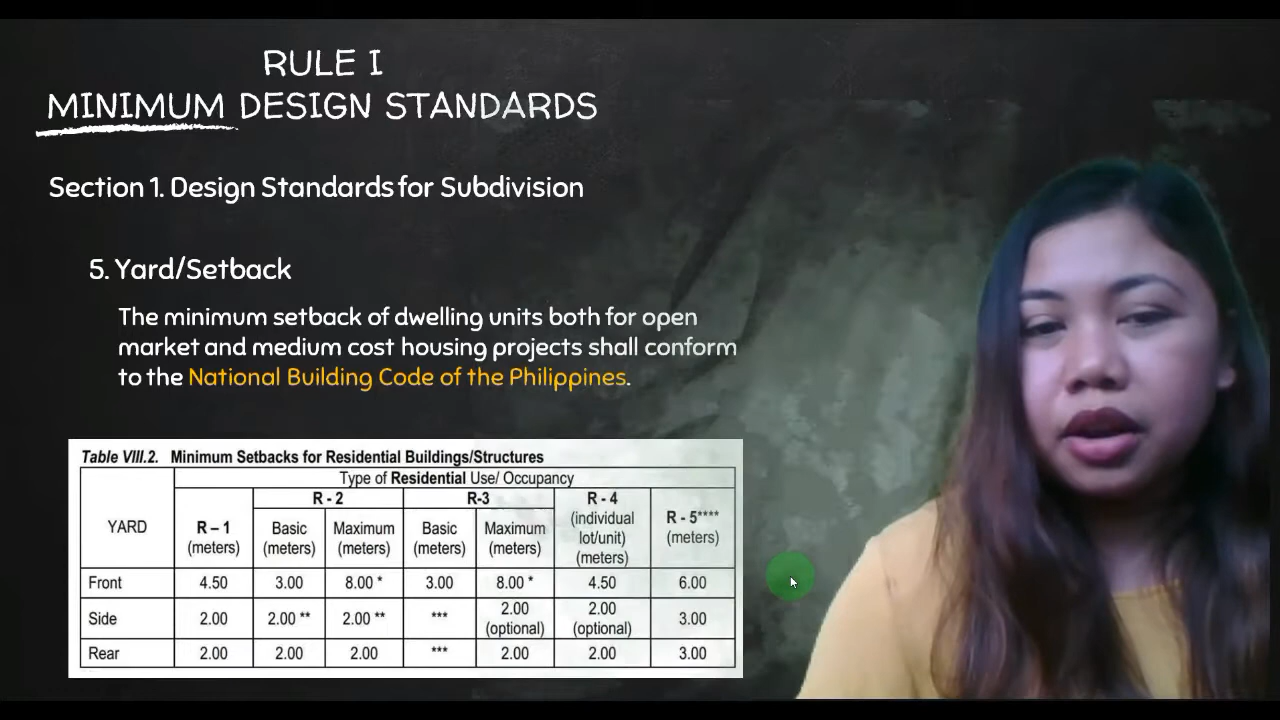 RULE I
MINIMUM DESIGN STANDARDS
Section 1. Design Standards for Subdivision
5. Yard/Setback
The minimum setback of dwelling units both for open
market and medium cost housing projects shall conform
to the National Building Code of the Philippines.
Table VIII.2. Minimum Setbacks for Residential Buildings/Structures
YARD
Type of Residential Use/ Occupancy
R – 1
(meters)
R - 2
R-3
R - 4
(individual
lot/unit)
(meters)
R - 5****
(meters)
Basic
(meters)
Maximum
(meters)
Basic
(meters)
Maximum
(meters)
Front 4.50 3.00 8.00 * 3.00 8.00 * 4.50 6.00
Side 2.00 2.00 ** 2.00 ** *** 2.00 (optional) 2.00 (optional) 3.00
Rear 2.00 2.00 2.00 *** 2.00 2.00 3.00